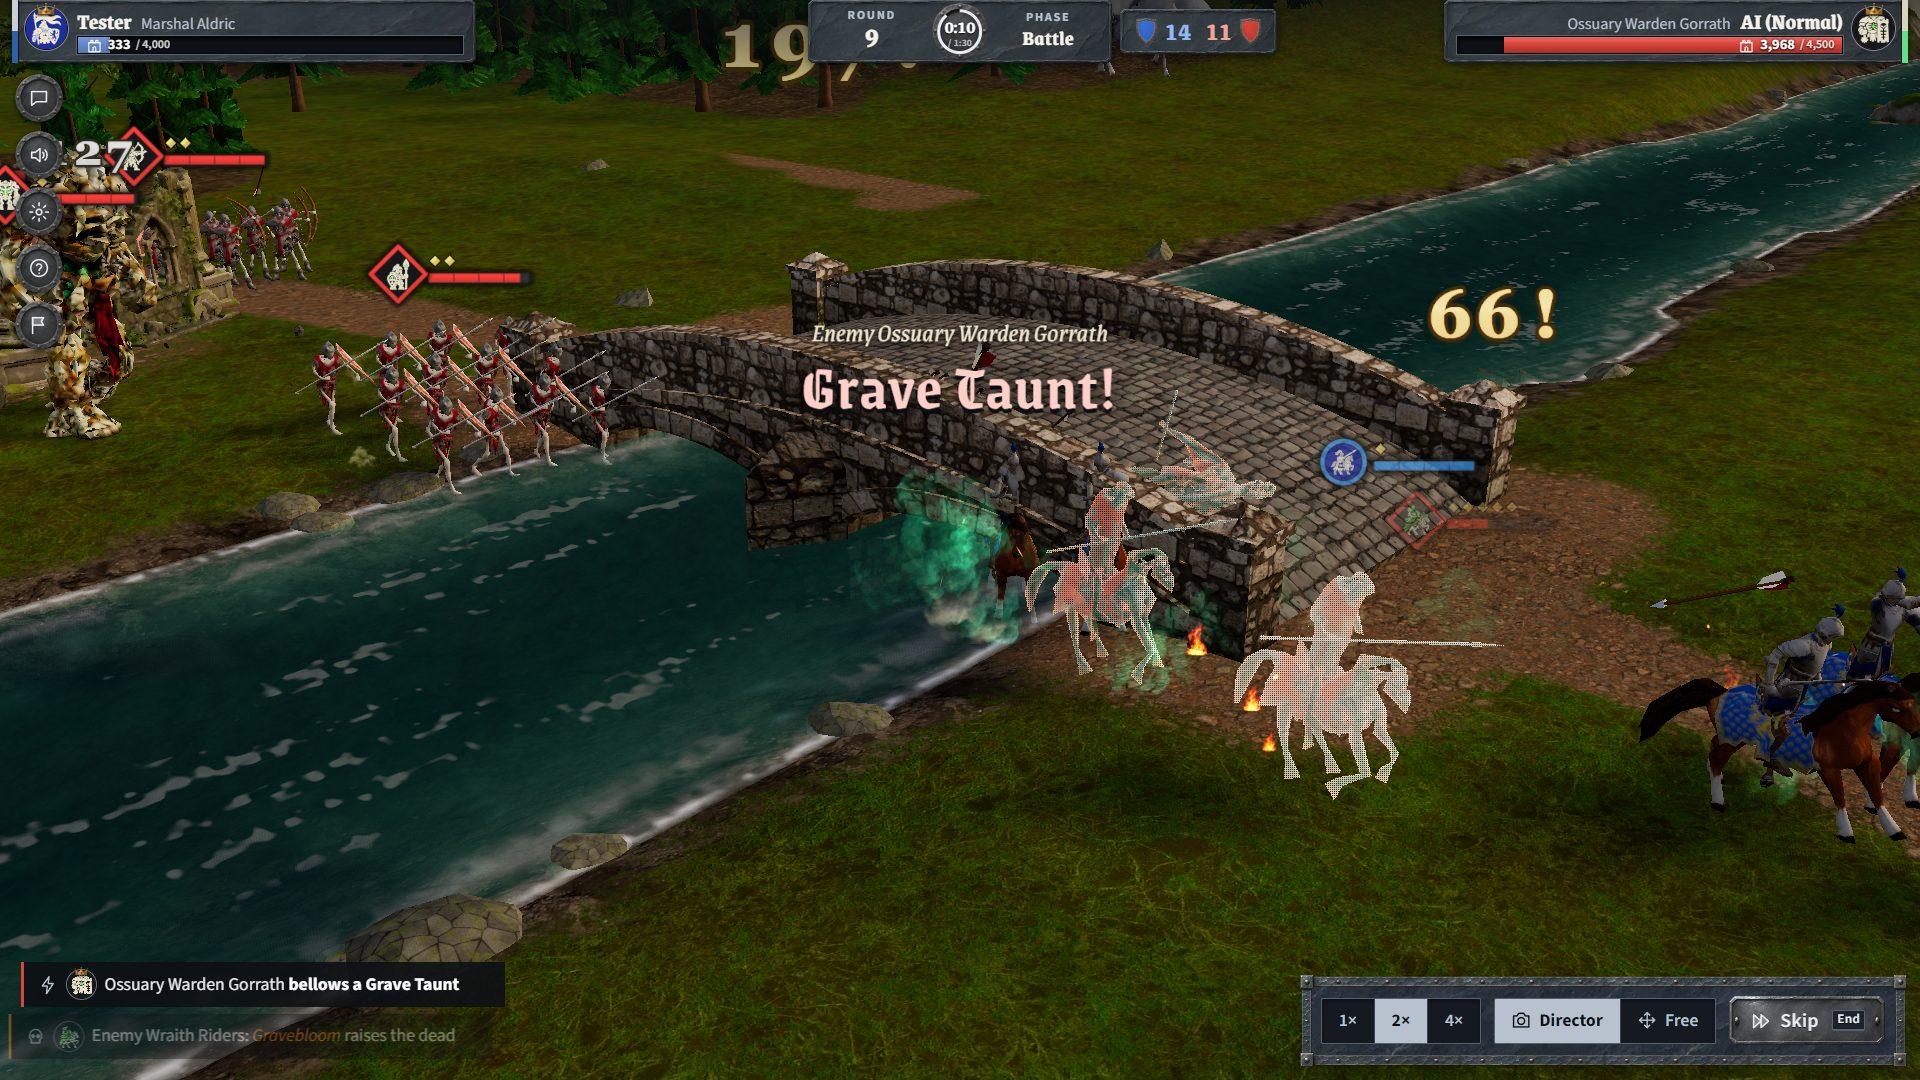 Tester Marshal Aldric
333 / 4,000
ROUND
9
0:10
/ 1:30
PHASE
Battle
14 11
Ossuary Warden Gorrath AI (Normal)
3,968 / 4,500
27
Enemy Ossuary Warden Gorrath
Grave Taunt!
66!
Ossuary Warden Gorrath bellows a Grave Taunt
Enemy Wraith Riders: Gravebloom raises the dead
1× 2× 4× Director Free Skip End